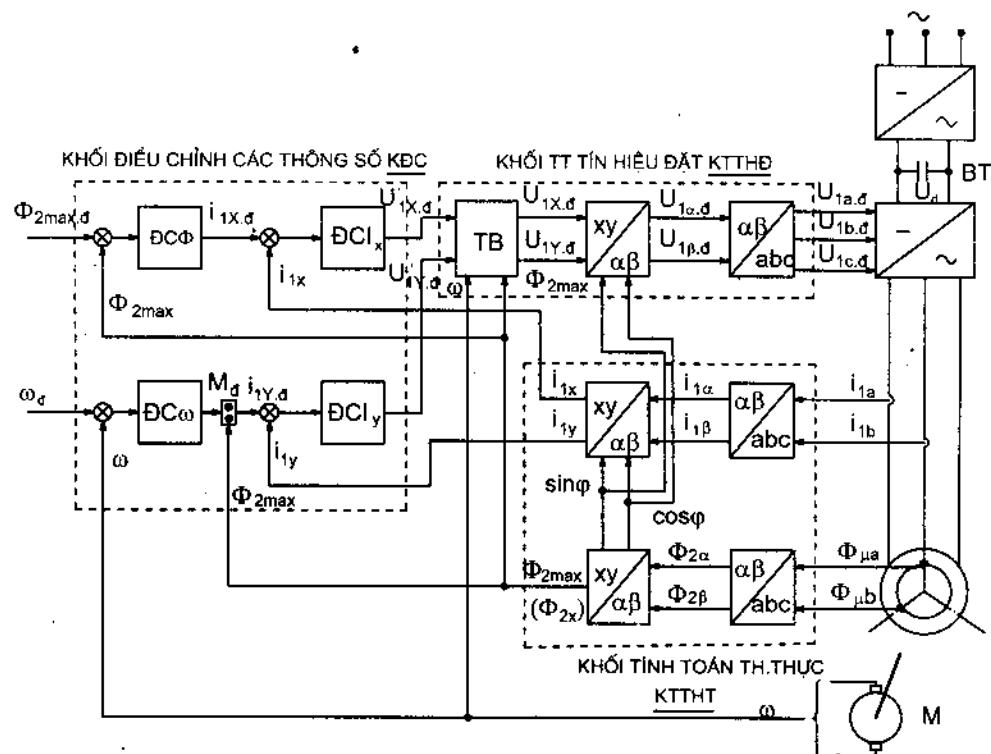 ~
–
~
BT
U_d
KHỐI ĐIỀU CHỈNH CÁC THÔNG SỐ KĐC
KHỐI TT TÍN HIỆU ĐẶT KTTHĐ
Φ2max.đ
ĐCΦ
i1X.đ
ĐCIx
i1x
Φ2max
U'1X.đ
U'1Y.đ
ω
TB
U1X.đ
U1Y.đ
Φ2max
xy
αβ
U1α.đ
U1β.đ
αβ
abc
U1a.đ
U1b.đ
U1c.đ
–
~
ωđ
ĐCω
Mđ
i1Y.đ
ĐCIy
ω
i1y
Φ2max
i1x
i1y
xy
αβ
i1α
i1β
αβ
abc
i1a
i1b
sinφ
cosφ
Φ2max
(Φ2x)
xy
αβ
Φ2α
Φ2β
αβ
abc
Φμa
Φμb
KHỐI TÍNH TOÁN TH.THỰC
KTTHT
ω
M